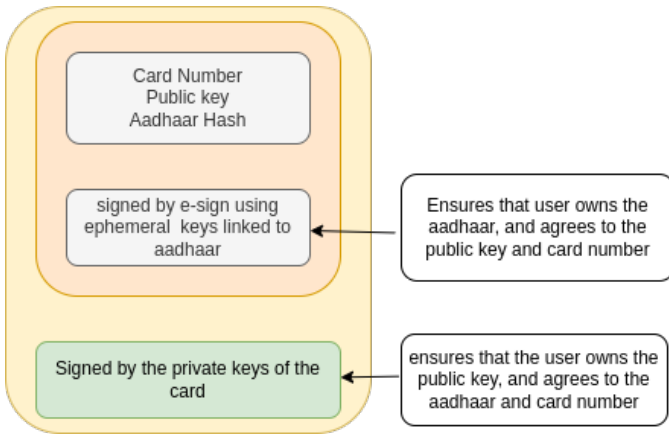 Card Number
Public key
Aadhaar Hash
signed by e-sign using
ephemeral keys linked to
aadhaar
Ensures that user owns the
aadhaar, and agrees to the
public key and card number
Signed by the private keys of the
card
ensures that the user owns the
public key, and agrees to the
aadhaar and card number